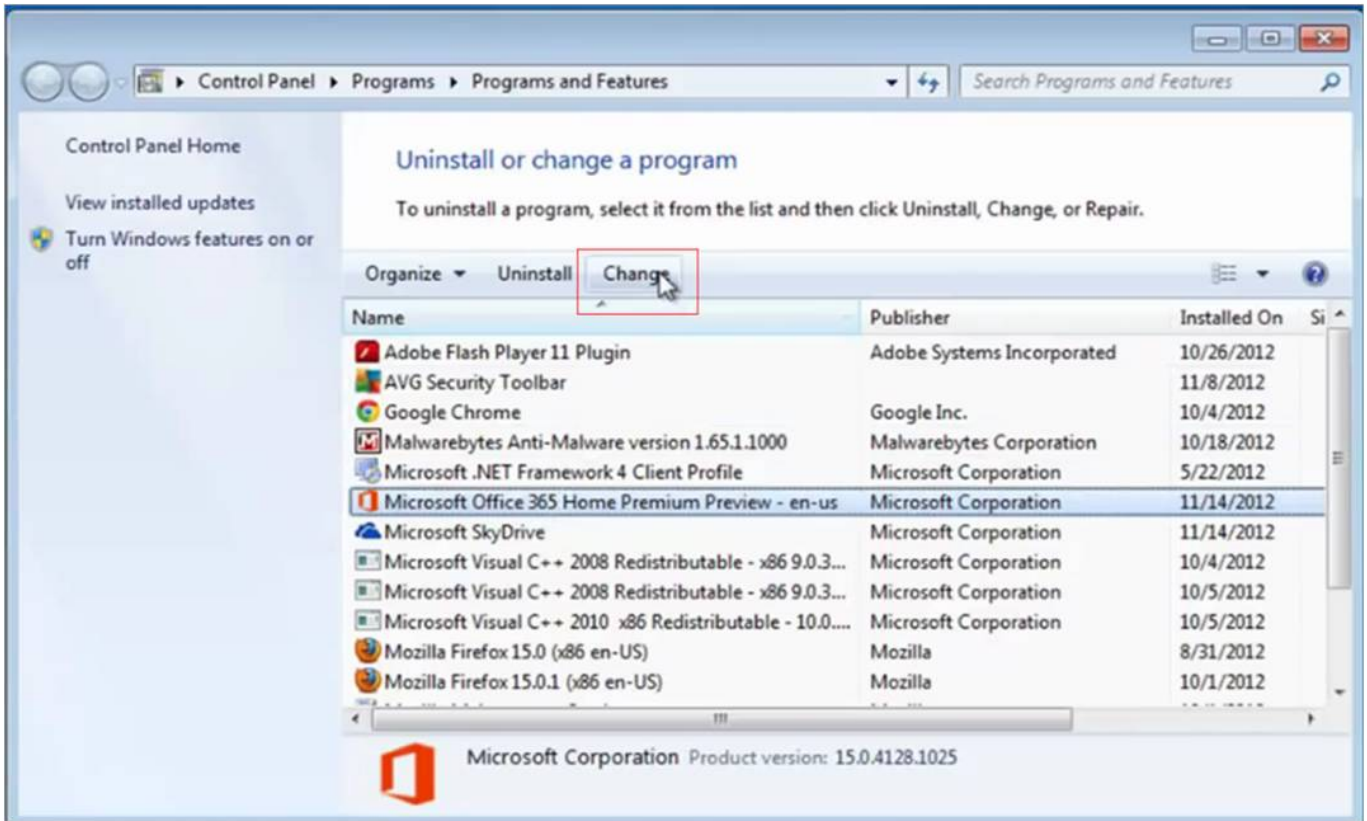 Control Panel Programs Programs and Features Search Programs and Features
Control Panel Home
View installed updates
Turn Windows features on or
off
Uninstall or change a program
To uninstall a program, select it from the list and then click Uninstall, Change, or Repair.
Organize Uninstall Change
Name Publisher Installed On Si
Adobe Flash Player 11 Plugin Adobe Systems Incorporated 10/26/2012
AVG Security Toolbar 11/8/2012
Google Chrome Google Inc. 10/4/2012
Malwarebytes Anti-Malware version 1.65.1.1000 Malwarebytes Corporation 10/18/2012
Microsoft .NET Framework 4 Client Profile Microsoft Corporation 5/22/2012
Microsoft Office 365 Home Premium Preview - en-us Microsoft Corporation 11/14/2012
Microsoft SkyDrive Microsoft Corporation 11/14/2012
Microsoft Visual C++ 2008 Redistributable - x86 9.0.3... Microsoft Corporation 10/4/2012
Microsoft Visual C++ 2008 Redistributable - x86 9.0.3... Microsoft Corporation 10/5/2012
Microsoft Visual C++ 2010 x86 Redistributable - 10.0.... Microsoft Corporation 10/5/2012
Mozilla Firefox 15.0 (x86 en-US) Mozilla 8/31/2012
Mozilla Firefox 15.0.1 (x86 en-US) Mozilla 10/1/2012
Microsoft Corporation Product version: 15.0.4128.1025